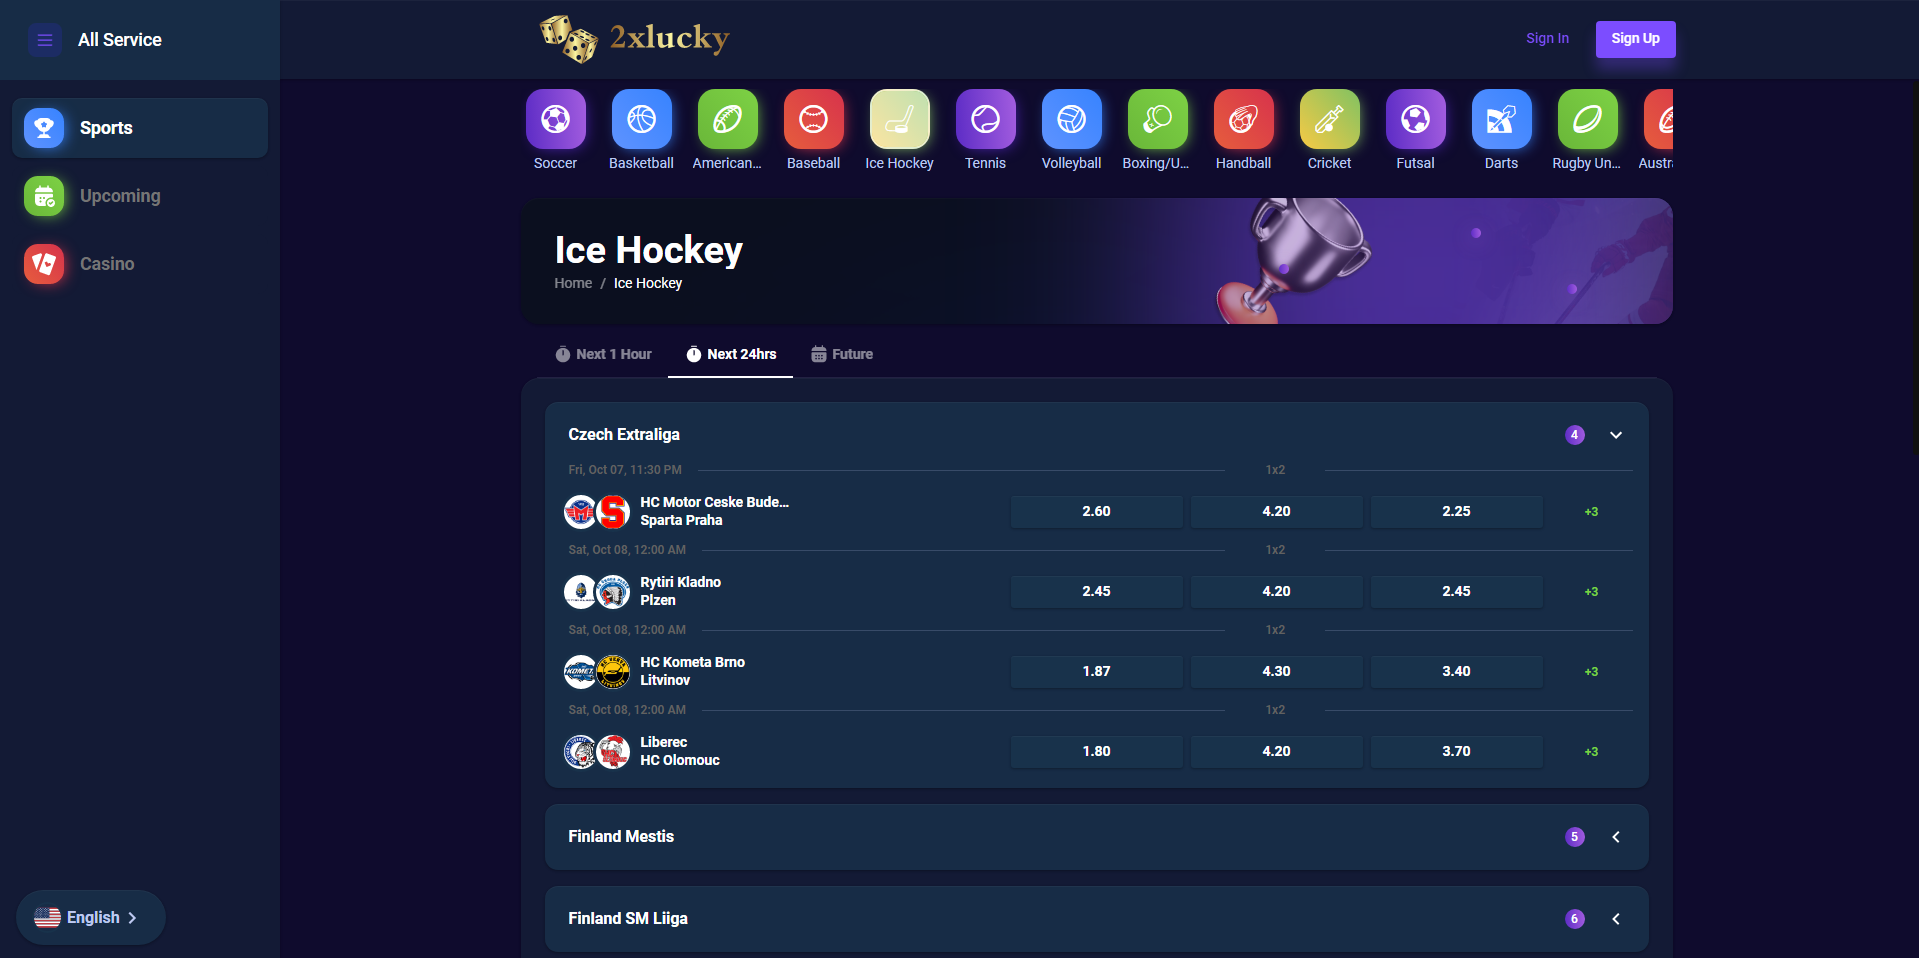 All Service
2xlucky
Sign In
Sign Up
Sports
Upcoming
Casino
Soccer
Basketball
American...
Baseball
Ice Hockey
Tennis
Volleyball
Boxing/U...
Handball
Cricket
Futsal
Darts
Rugby Un...
Austr
Ice Hockey
Home / Ice Hockey
Next 1 Hour
Next 24hrs
Future
Czech Extraliga
4
Fri, Oct 07, 11:30 PM
1x2
HC Motor Ceske Bude...
Sparta Praha
2.60
4.20
2.25
+3
Sat, Oct 08, 12:00 AM
1x2
Rytiri Kladno
Plzen
2.45
4.20
2.45
+3
Sat, Oct 08, 12:00 AM
1x2
HC Kometa Brno
Litvinov
1.87
4.30
3.40
+3
Sat, Oct 08, 12:00 AM
1x2
Liberec
HC Olomouc
1.80
4.20
3.70
+3
Finland Mestis
5
Finland SM Liiga
6
English